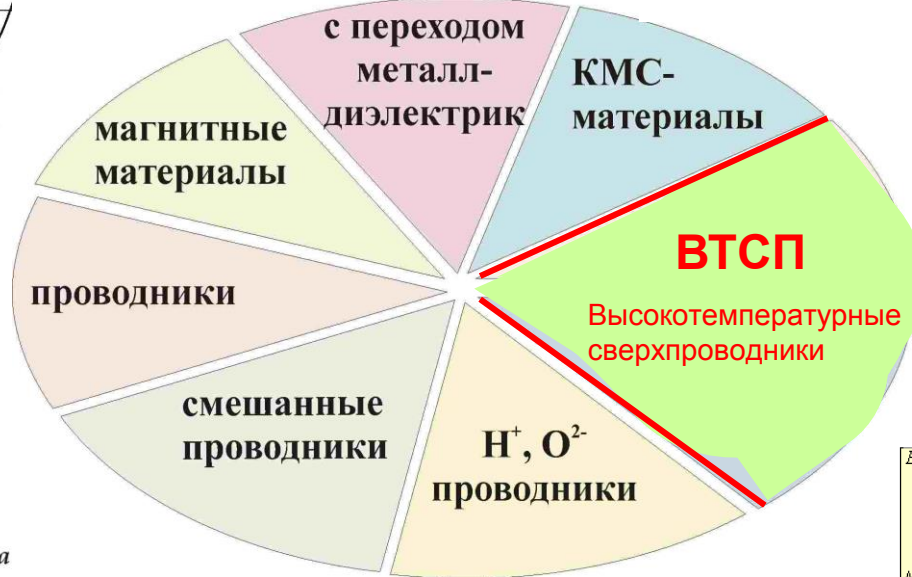 с переходом
металл-
диэлектрик
КМС-
материалы
магнитные
материалы
ВТСП
Высокотемпературные
сверхпроводники
проводники
смешанные
проводники
H⁺, O²⁻
проводники
а